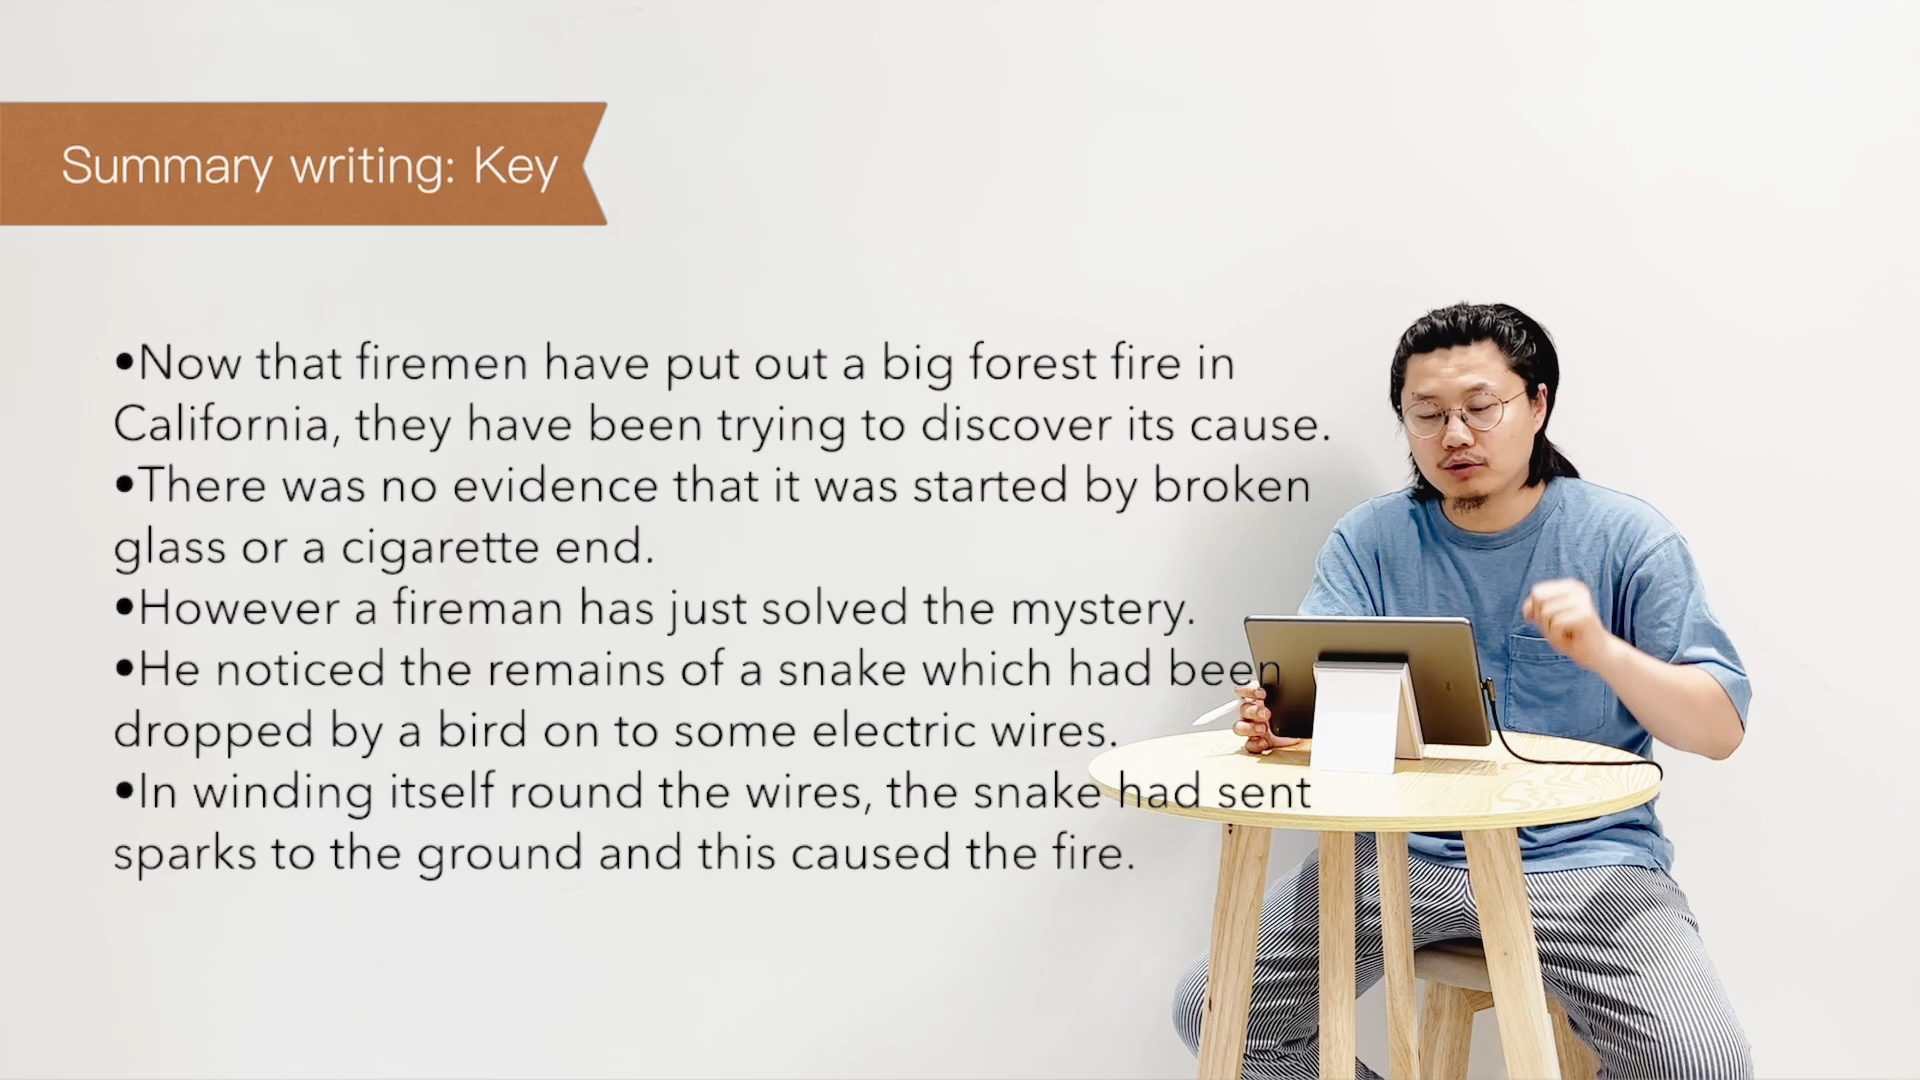 Summary writing: Key
•Now that firemen have put out a big forest fire in
California, they have been trying to discover its cause.
•There was no evidence that it was started by broken
glass or a cigarette end.
•However a fireman has just solved the mystery.
•He noticed the remains of a snake which had been
dropped by a bird on to some electric wires.
•In winding itself round the wires, the snake had sent
sparks to the ground and this caused the fire.